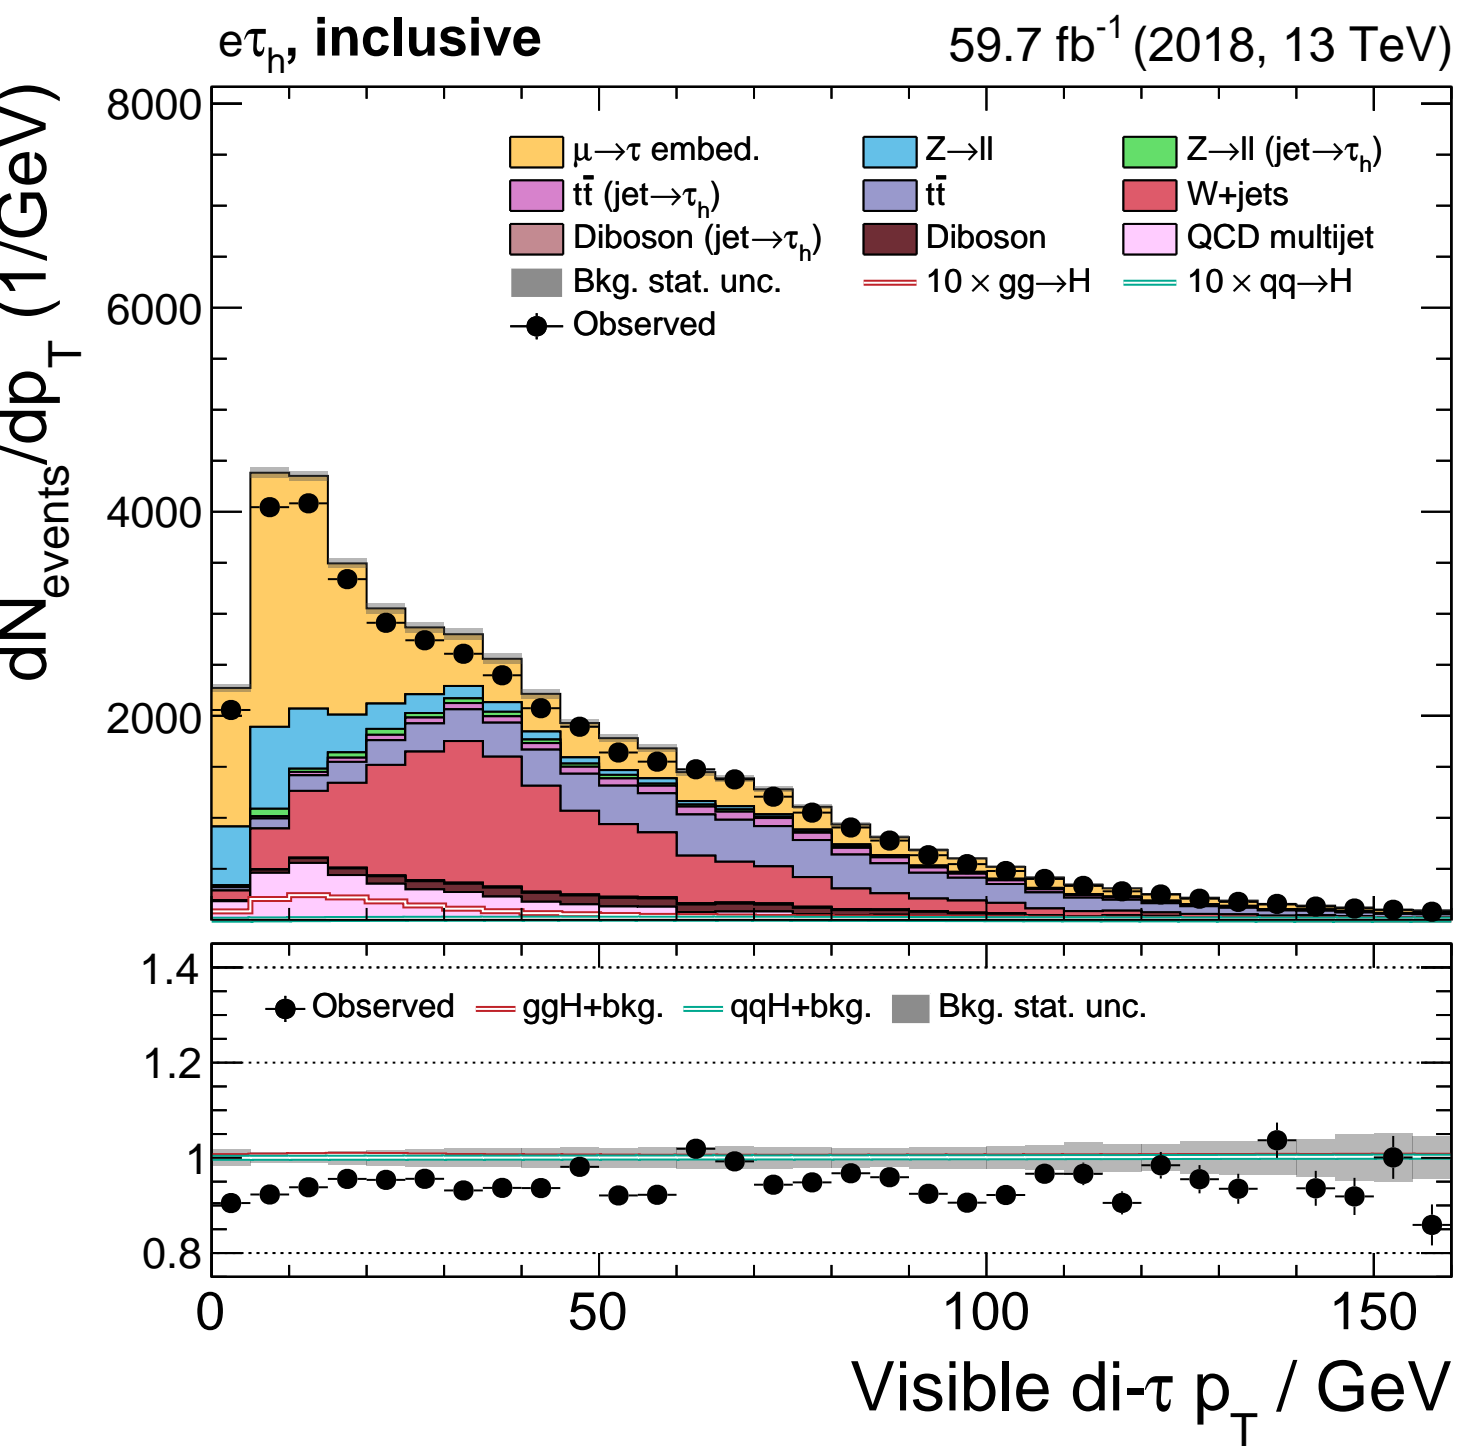 eτh, inclusive 59.7 fb-1 (2018, 13 TeV)
dNevents/dpT (1/GeV)
8000
6000
4000
2000
μ→τ embed. Z→ll Z→ll (jet→τh)
tt̄ (jet→τh) tt̄ W+jets
Diboson (jet→τh) Diboson QCD multijet
Bkg. stat. unc. 10 × gg→H 10 × qq→H
Observed
1.4
1.2
1
0.8
Observed ggH+bkg. qqH+bkg. Bkg. stat. unc.
0 50 100 150
Visible di-τ pT / GeV